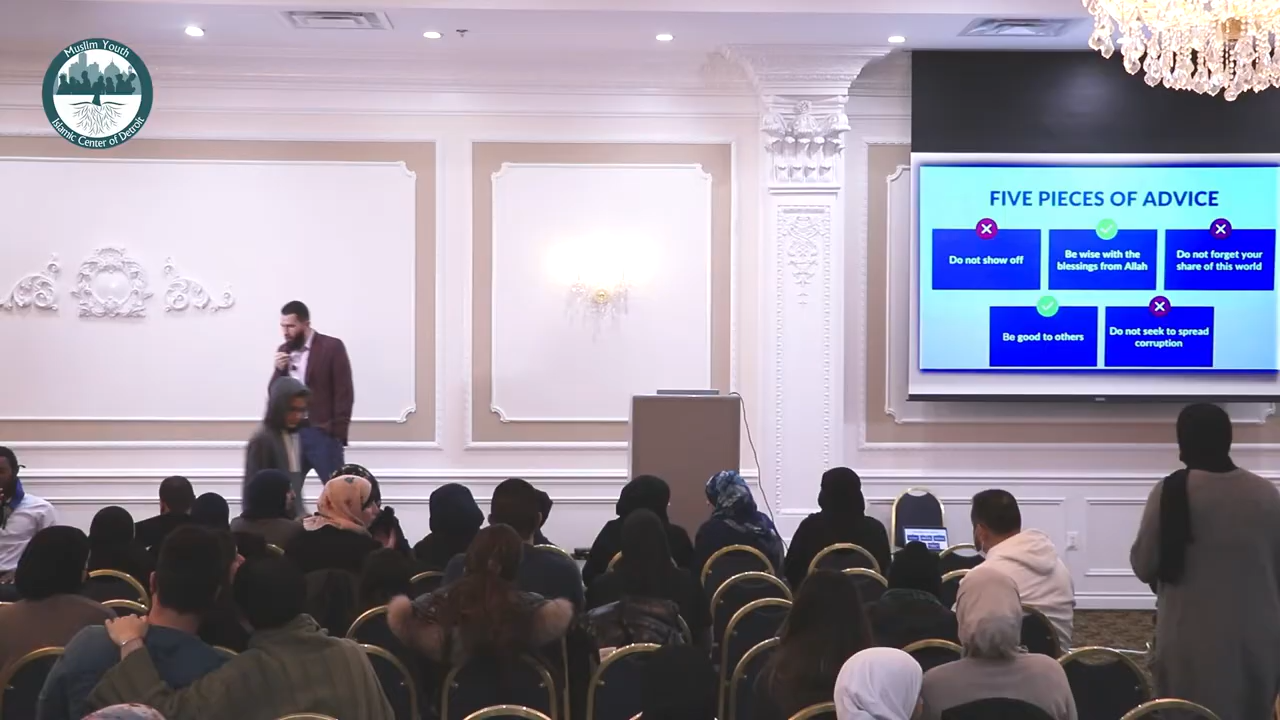 Muslim Youth
Islamic Center of Detroit
FIVE PIECES OF ADVICE
Do not show off
Be wise with the
blessings from Allah
Do not forget your
share of this world
Be good to others
Do not seek to spread
corruption